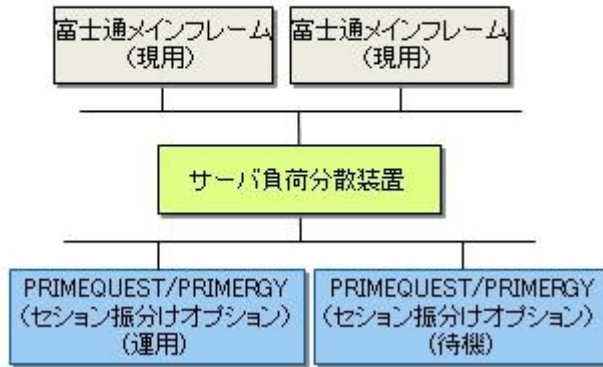 富士通メインフレーム
(現用)
富士通メインフレーム
(現用)
サーバ負荷分散装置
PRIMEQUEST/PRIMERGY
(セション振分けオプション)
(運用)
PRIMEQUEST/PRIMERGY
(セション振分けオプション)
(待機)